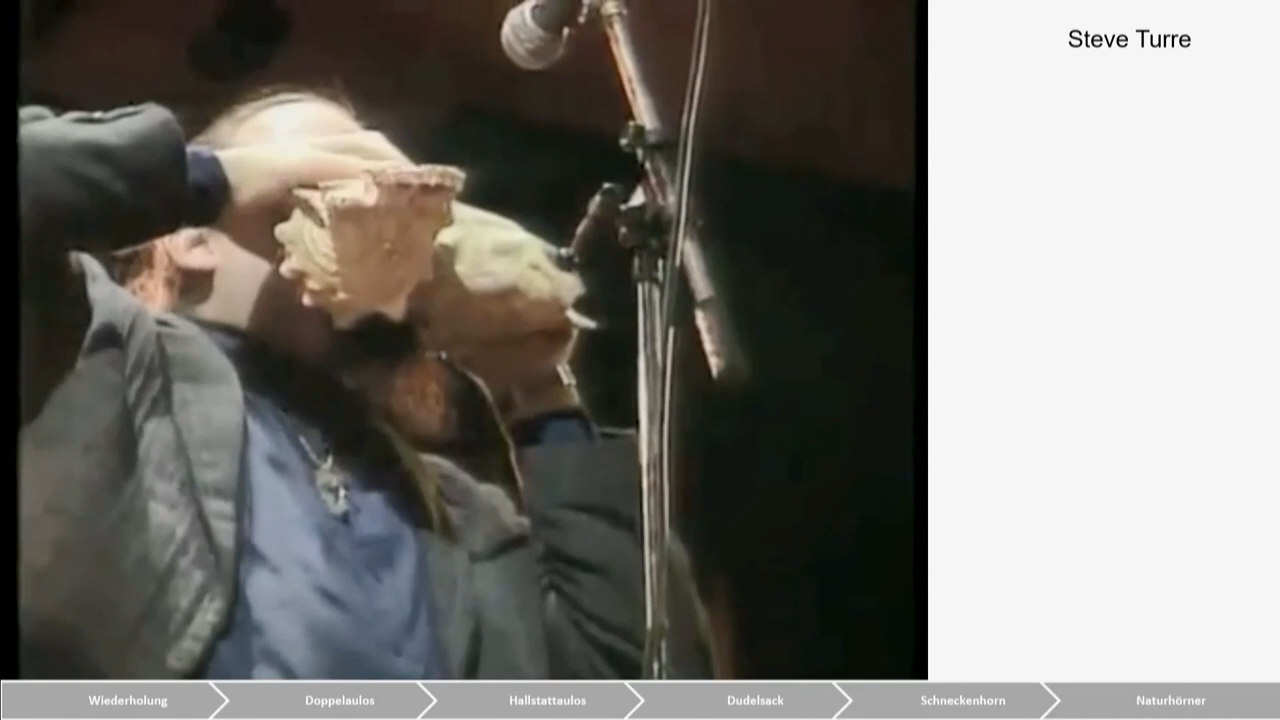 Steve Turre
Wiederholung
Doppelaulos
Hallstattaulos
Dudelsack
Schneckenhorn
Naturhörner